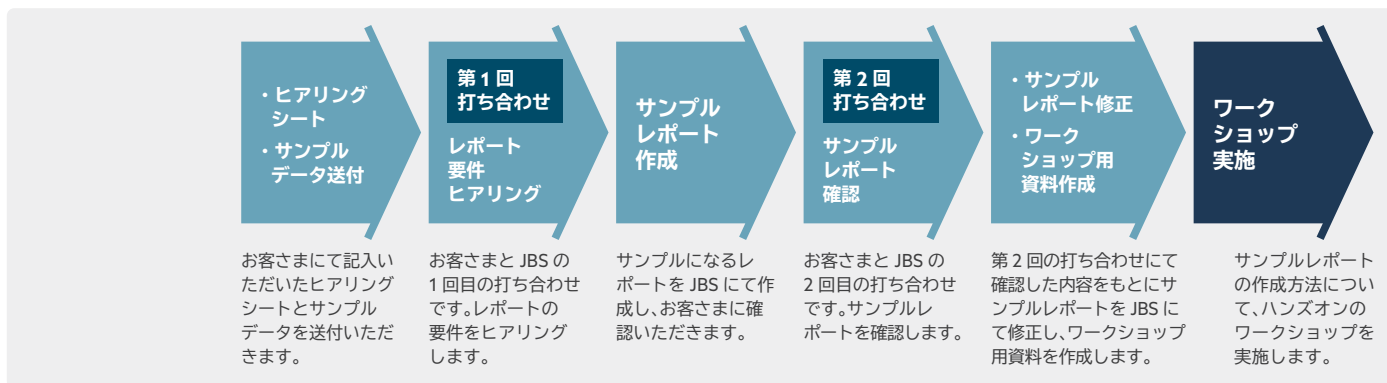 ・ヒアリング
シート
・サンプル
データ送付
お客さまにて記入い
ただいたヒアリング
シートとサンプル
データを送付いただ
きます。
第1回
打ち合わせ
レポート
要件
ヒアリング
お客さまと JBS の
1回目の打ち合わせ
です。レポートの
要件をヒアリング
します。
サンプル
レポート
作成
サンプルになるレ
ポートを JBS にて作
成し、お客さまに確
認いただきます。
第2回
打ち合わせ
サンプル
レポート
確認
お客さまと JBS の
2回目の打ち合わせ
です。サンプルレ
ポートを確認します。
・サンプル
レポート修正
・ワーク
ショップ用
資料作成
第2回の打ち合わせにて
確認した内容をもとにサ
ンプルレポートを JBS に
て修正し、ワークショップ
用資料を作成します。
ワーク
ショップ
実施
サンプルレポート
の作成方法につい
て、ハンズオンの
ワークショップを
実施します。